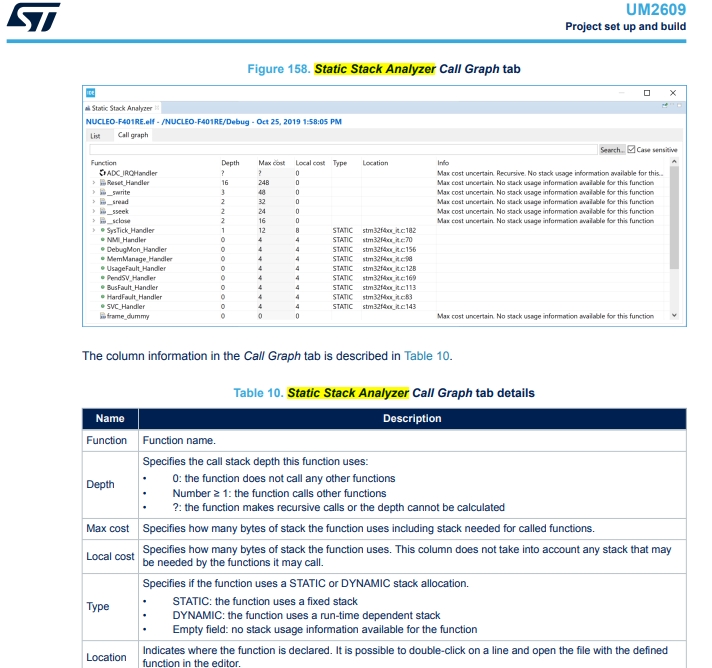 UM2609
Project set up and build
Figure 158. Static Stack Analyzer Call Graph tab
IDE
Static Stack Analyzer
NUCLEO-F401RE.elf - /NUCLEO-F401RE/Debug - Oct 25, 2019 1:58:05 PM
List Call graph
Search... Case sensitive
Function Depth Max cost Local cost Type Location Info
ADC_IRQHandler ? ? 0 Max cost uncertain. Recursive. No stack usage information available for this...
Reset_Handler 16 248 0 Max cost uncertain. No stack usage information available for this function
__swrite 3 48 0 Max cost uncertain. No stack usage information available for this function
__sread 2 32 0 Max cost uncertain. No stack usage information available for this function
__sseek 2 24 0 Max cost uncertain. No stack usage information available for this function
__sclose 2 16 0 Max cost uncertain. No stack usage information available for this function
SysTick_Handler 1 12 8 STATIC stm32f4xx_it.c:182
NMI_Handler 0 4 4 STATIC stm32f4xx_it.c:70
DebugMon_Handler 0 4 4 STATIC stm32f4xx_it.c:156
MemManage_Handler 0 4 4 STATIC stm32f4xx_it.c:98
UsageFault_Handler 0 4 4 STATIC stm32f4xx_it.c:128
PendSV_Handler 0 4 4 STATIC stm32f4xx_it.c:169
BusFault_Handler 0 4 4 STATIC stm32f4xx_it.c:113
HardFault_Handler 0 4 4 STATIC stm32f4xx_it.c:83
SVC_Handler 0 4 4 STATIC stm32f4xx_it.c:143
frame_dummy 0 0 0 Max cost uncertain. No stack usage information available for this function
The column information in the Call Graph tab is described in Table 10.
Table 10. Static Stack Analyzer Call Graph tab details
Name Description
Function Function name.
Depth Specifies the call stack depth this function uses:
• 0: the function does not call any other functions
• Number ≥ 1: the function calls other functions
• ?: the function makes recursive calls or the depth cannot be calculated
Max cost Specifies how many bytes of stack the function uses including stack needed for called functions.
Local cost Specifies how many bytes of stack the function uses. This column does not take into account any stack that may
be needed by the functions it may call.
Type Specifies if the function uses a STATIC or DYNAMIC stack allocation.
• STATIC: the function uses a fixed stack
• DYNAMIC: the function uses a run-time dependent stack
• Empty field: no stack usage information available for the function
Location Indicates where the function is declared. It is possible to double-click on a line and open the file with the defined
function in the editor.